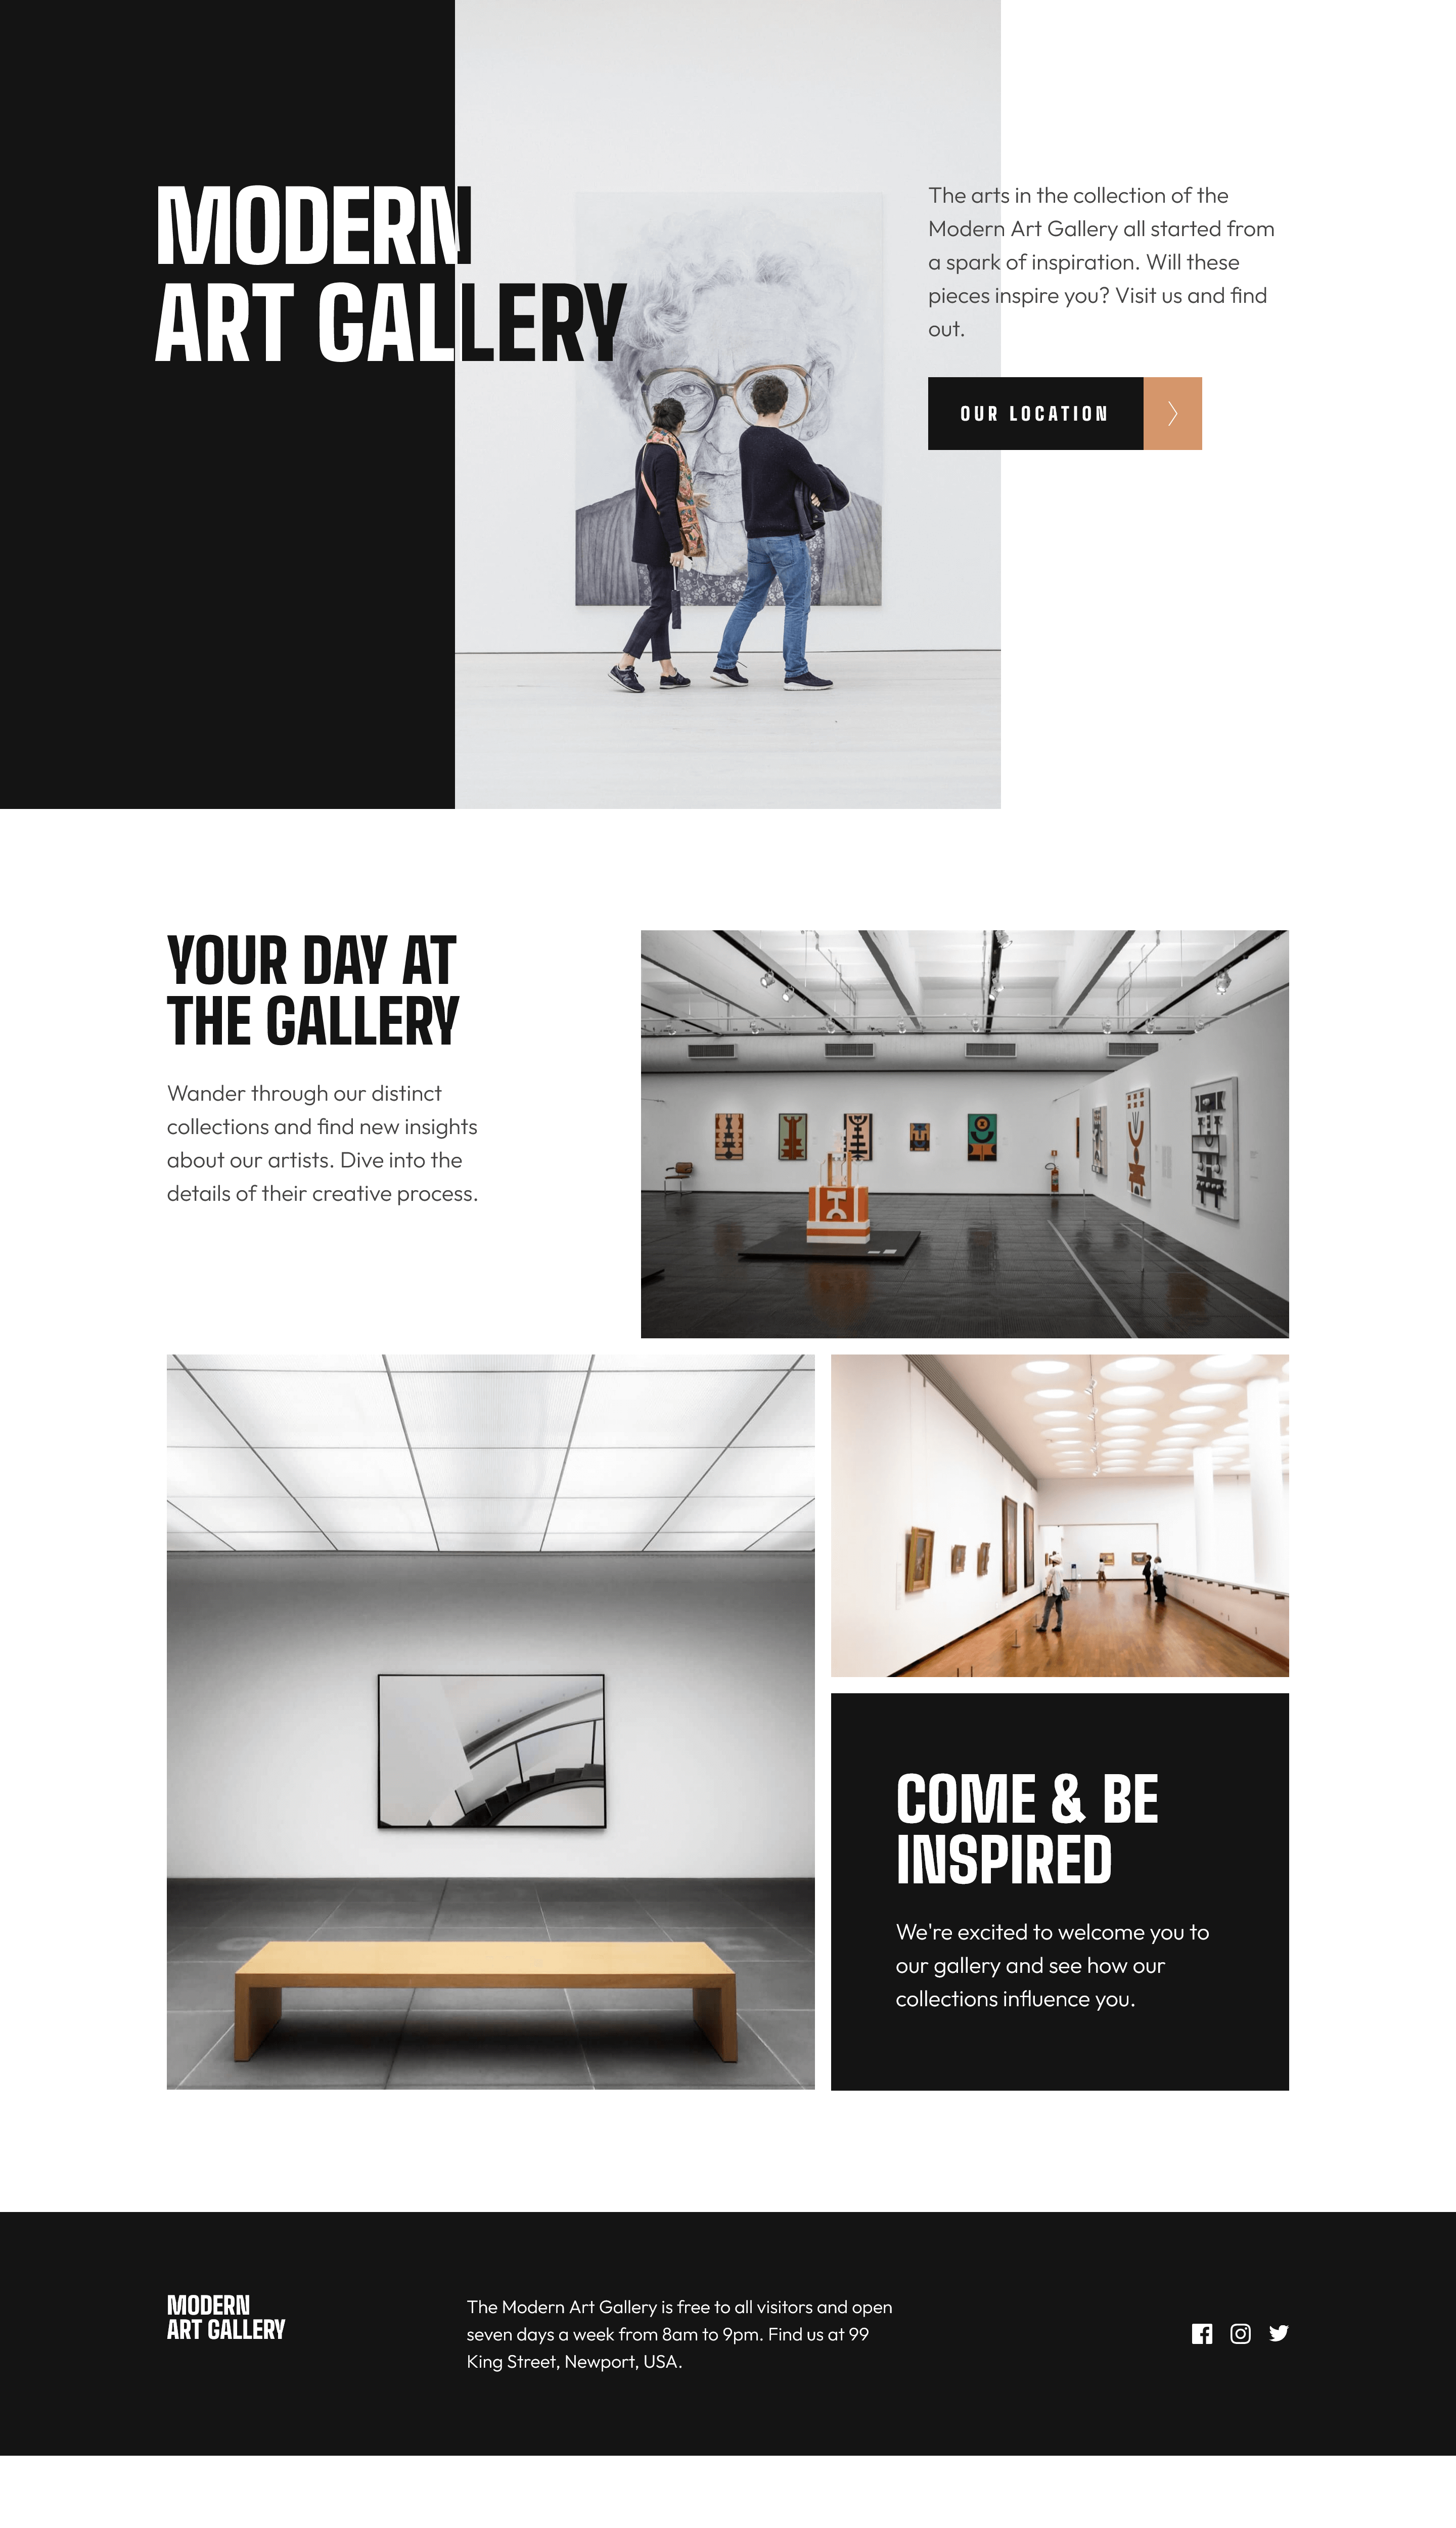 MODERN
ART GALLERY
The arts in the collection of the
Modern Art Gallery all started from
a spark of inspiration. Will these
pieces inspire you? Visit us and find
out.
OUR LOCATION
YOUR DAY AT
THE GALLERY
Wander through our distinct
collections and find new insights
about our artists. Dive into the
details of their creative process.
COME & BE
INSPIRED
We're excited to welcome you to
our gallery and see how our
collections influence you.
MODERN
ART GALLERY
The Modern Art Gallery is free to all visitors and open
seven days a week from 8am to 9pm. Find us at 99
King Street, Newport, USA.